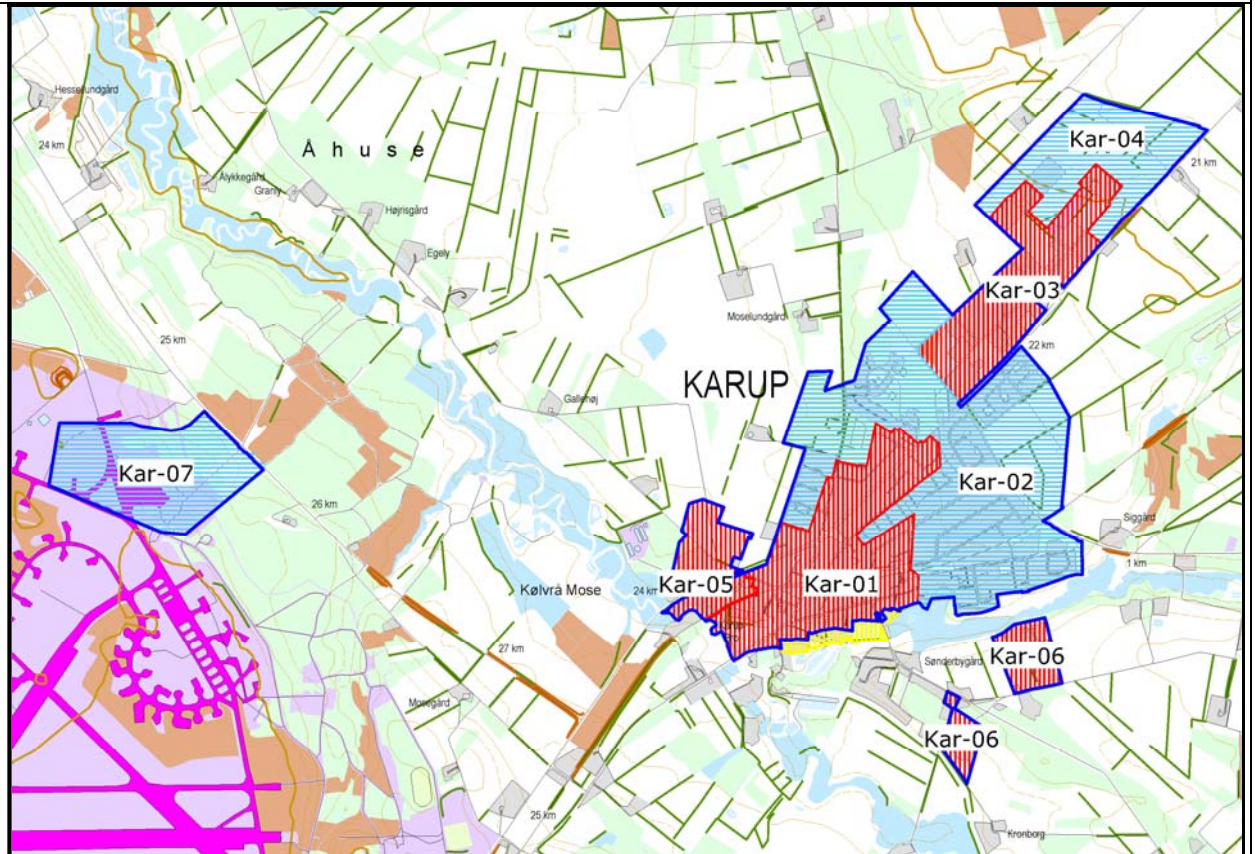 Hesselundgård
24 km
Åhuse
Ålykkegård
Granly
Højrisgård
Egely
Kar-04
21 km
Kar-03
Moselundgård
22 km
25 km
KARUP
Gallehøj
Kar-07
Kar-02
26 km
Siggård
1 km
Kølvrå Mose
24 km
Kar-05
Kar-01
27 km
Sønderbygård
Kar-06
Mosegård
Kar-06
25 km
Kronborg